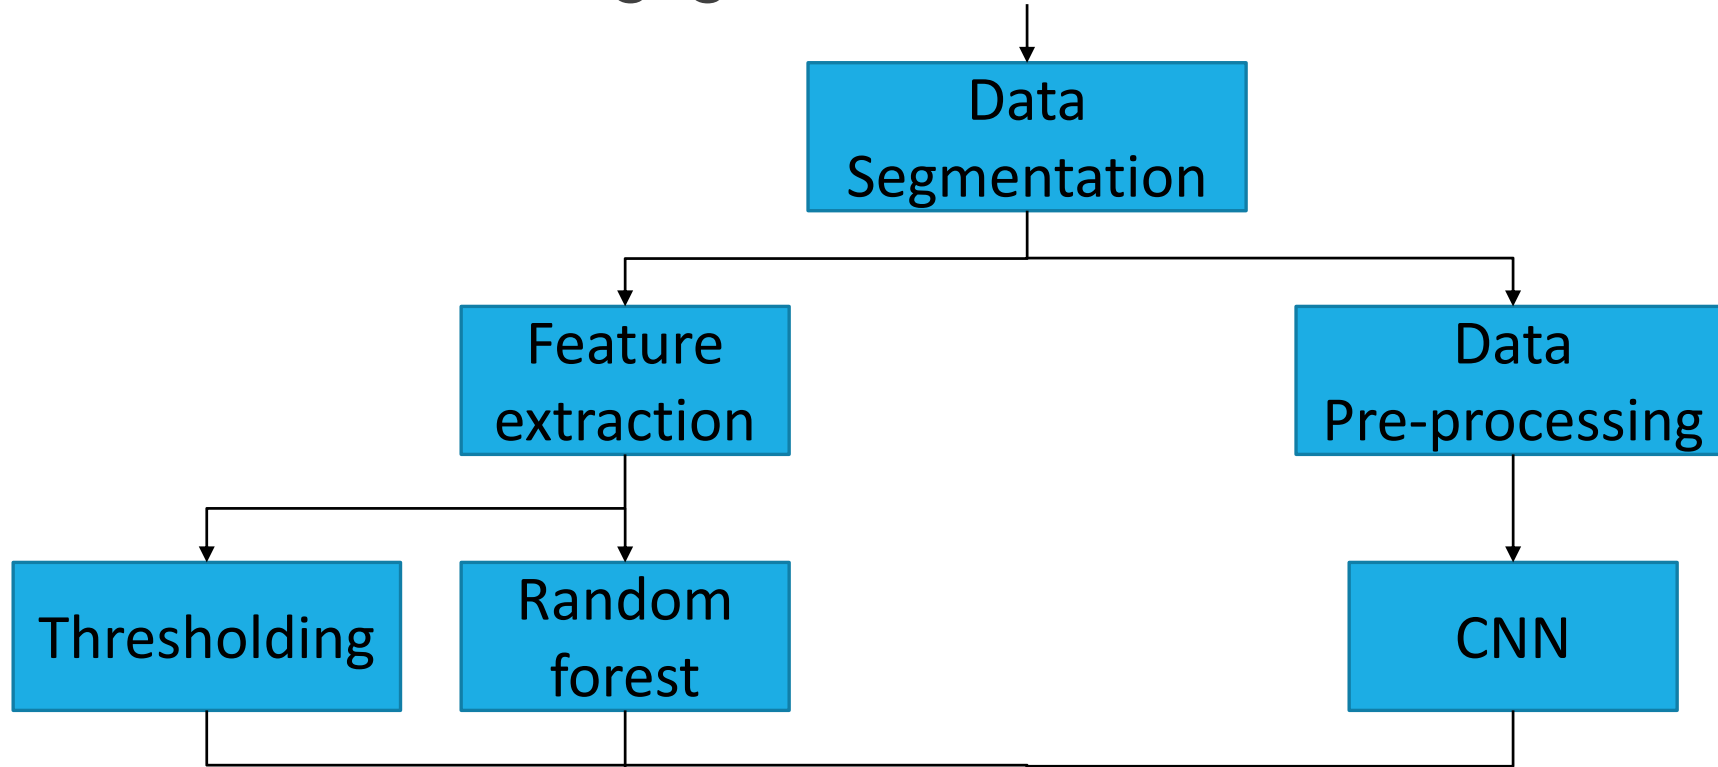 Data
Segmentation
Feature
extraction
Data
Pre-processing
Thresholding
Random
forest
CNN